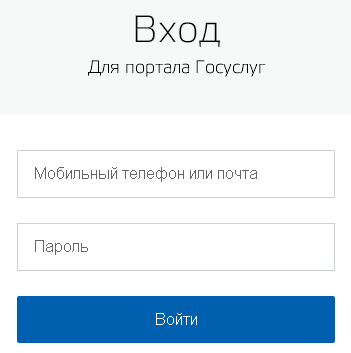 Вход
Для портала Госуслуг
Мобильный телефон или почта
Пароль
Войти